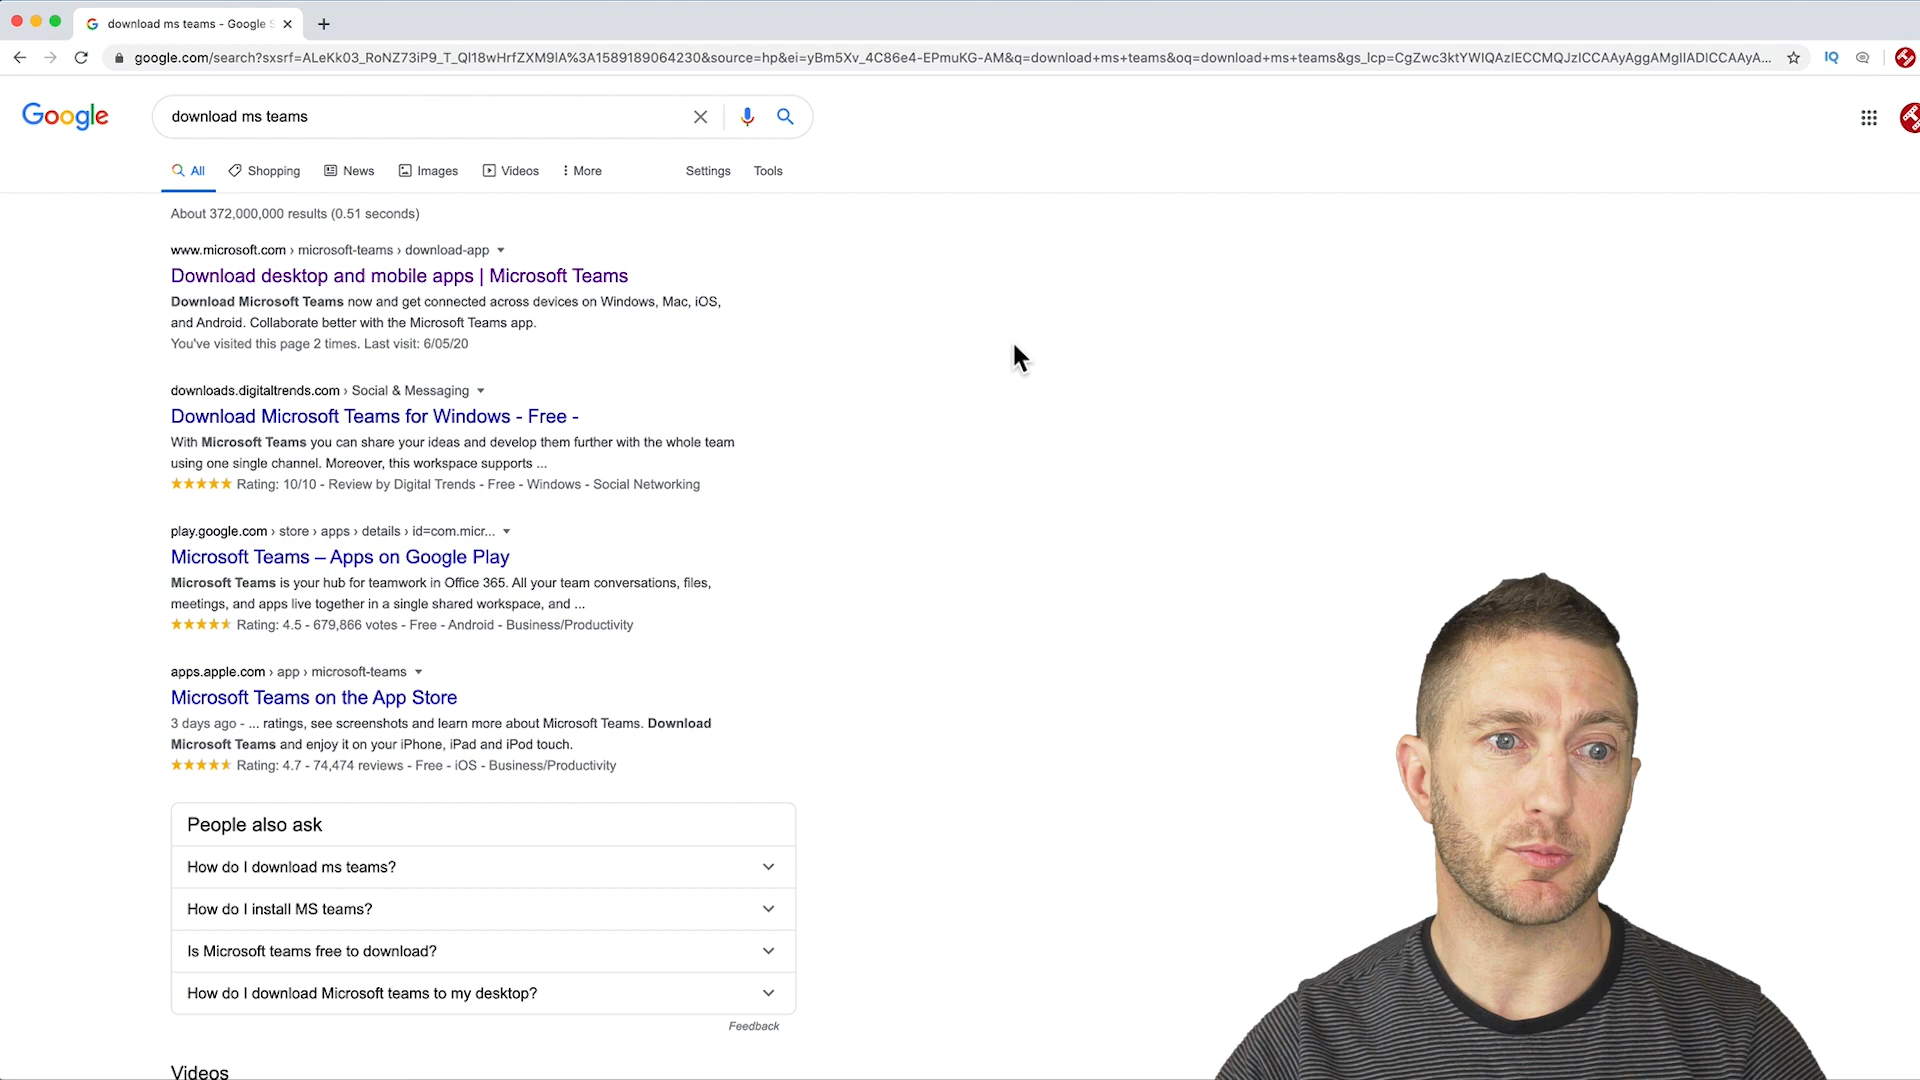 download ms teams - Google S
google.com/search?sxsrf=ALeKk03_RoNZ73iP9_T_QI18wHrfZXM9lA%3A1589189064230&source=hp&ei=yBm5Xv_4C86e4-EPmuKG-AM&q=download+ms+teams&oq=download+ms+teams&gs_lcp=CgZwc3ktYWIQAzIECCMQJzICCAAyAggAMgIIADICCAAyA...
IQ
Google
download ms teams
All Shopping News Images Videos More Settings Tools
About 372,000,000 results (0.51 seconds)
www.microsoft.com › microsoft-teams › download-app
Download desktop and mobile apps | Microsoft Teams
Download Microsoft Teams now and get connected across devices on Windows, Mac, iOS,
and Android. Collaborate better with the Microsoft Teams app.
You've visited this page 2 times. Last visit: 6/05/20
downloads.digitaltrends.com › Social & Messaging
Download Microsoft Teams for Windows - Free -
With Microsoft Teams you can share your ideas and develop them further with the whole team
using one single channel. Moreover, this workspace supports ...
Rating: 10/10 - Review by Digital Trends - Free - Windows - Social Networking
play.google.com › store › apps › details › id=com.micr...
Microsoft Teams – Apps on Google Play
Microsoft Teams is your hub for teamwork in Office 365. All your team conversations, files,
meetings, and apps live together in a single shared workspace, and ...
Rating: 4.5 - 679,866 votes - Free - Android - Business/Productivity
apps.apple.com › app › microsoft-teams
Microsoft Teams on the App Store
3 days ago - ... ratings, see screenshots and learn more about Microsoft Teams. Download
Microsoft Teams and enjoy it on your iPhone, iPad and iPod touch.
Rating: 4.7 - 74,474 reviews - Free - iOS - Business/Productivity
People also ask
How do I download ms teams?
How do I install MS teams?
Is Microsoft teams free to download?
How do I download Microsoft teams to my desktop?
Feedback
Videos